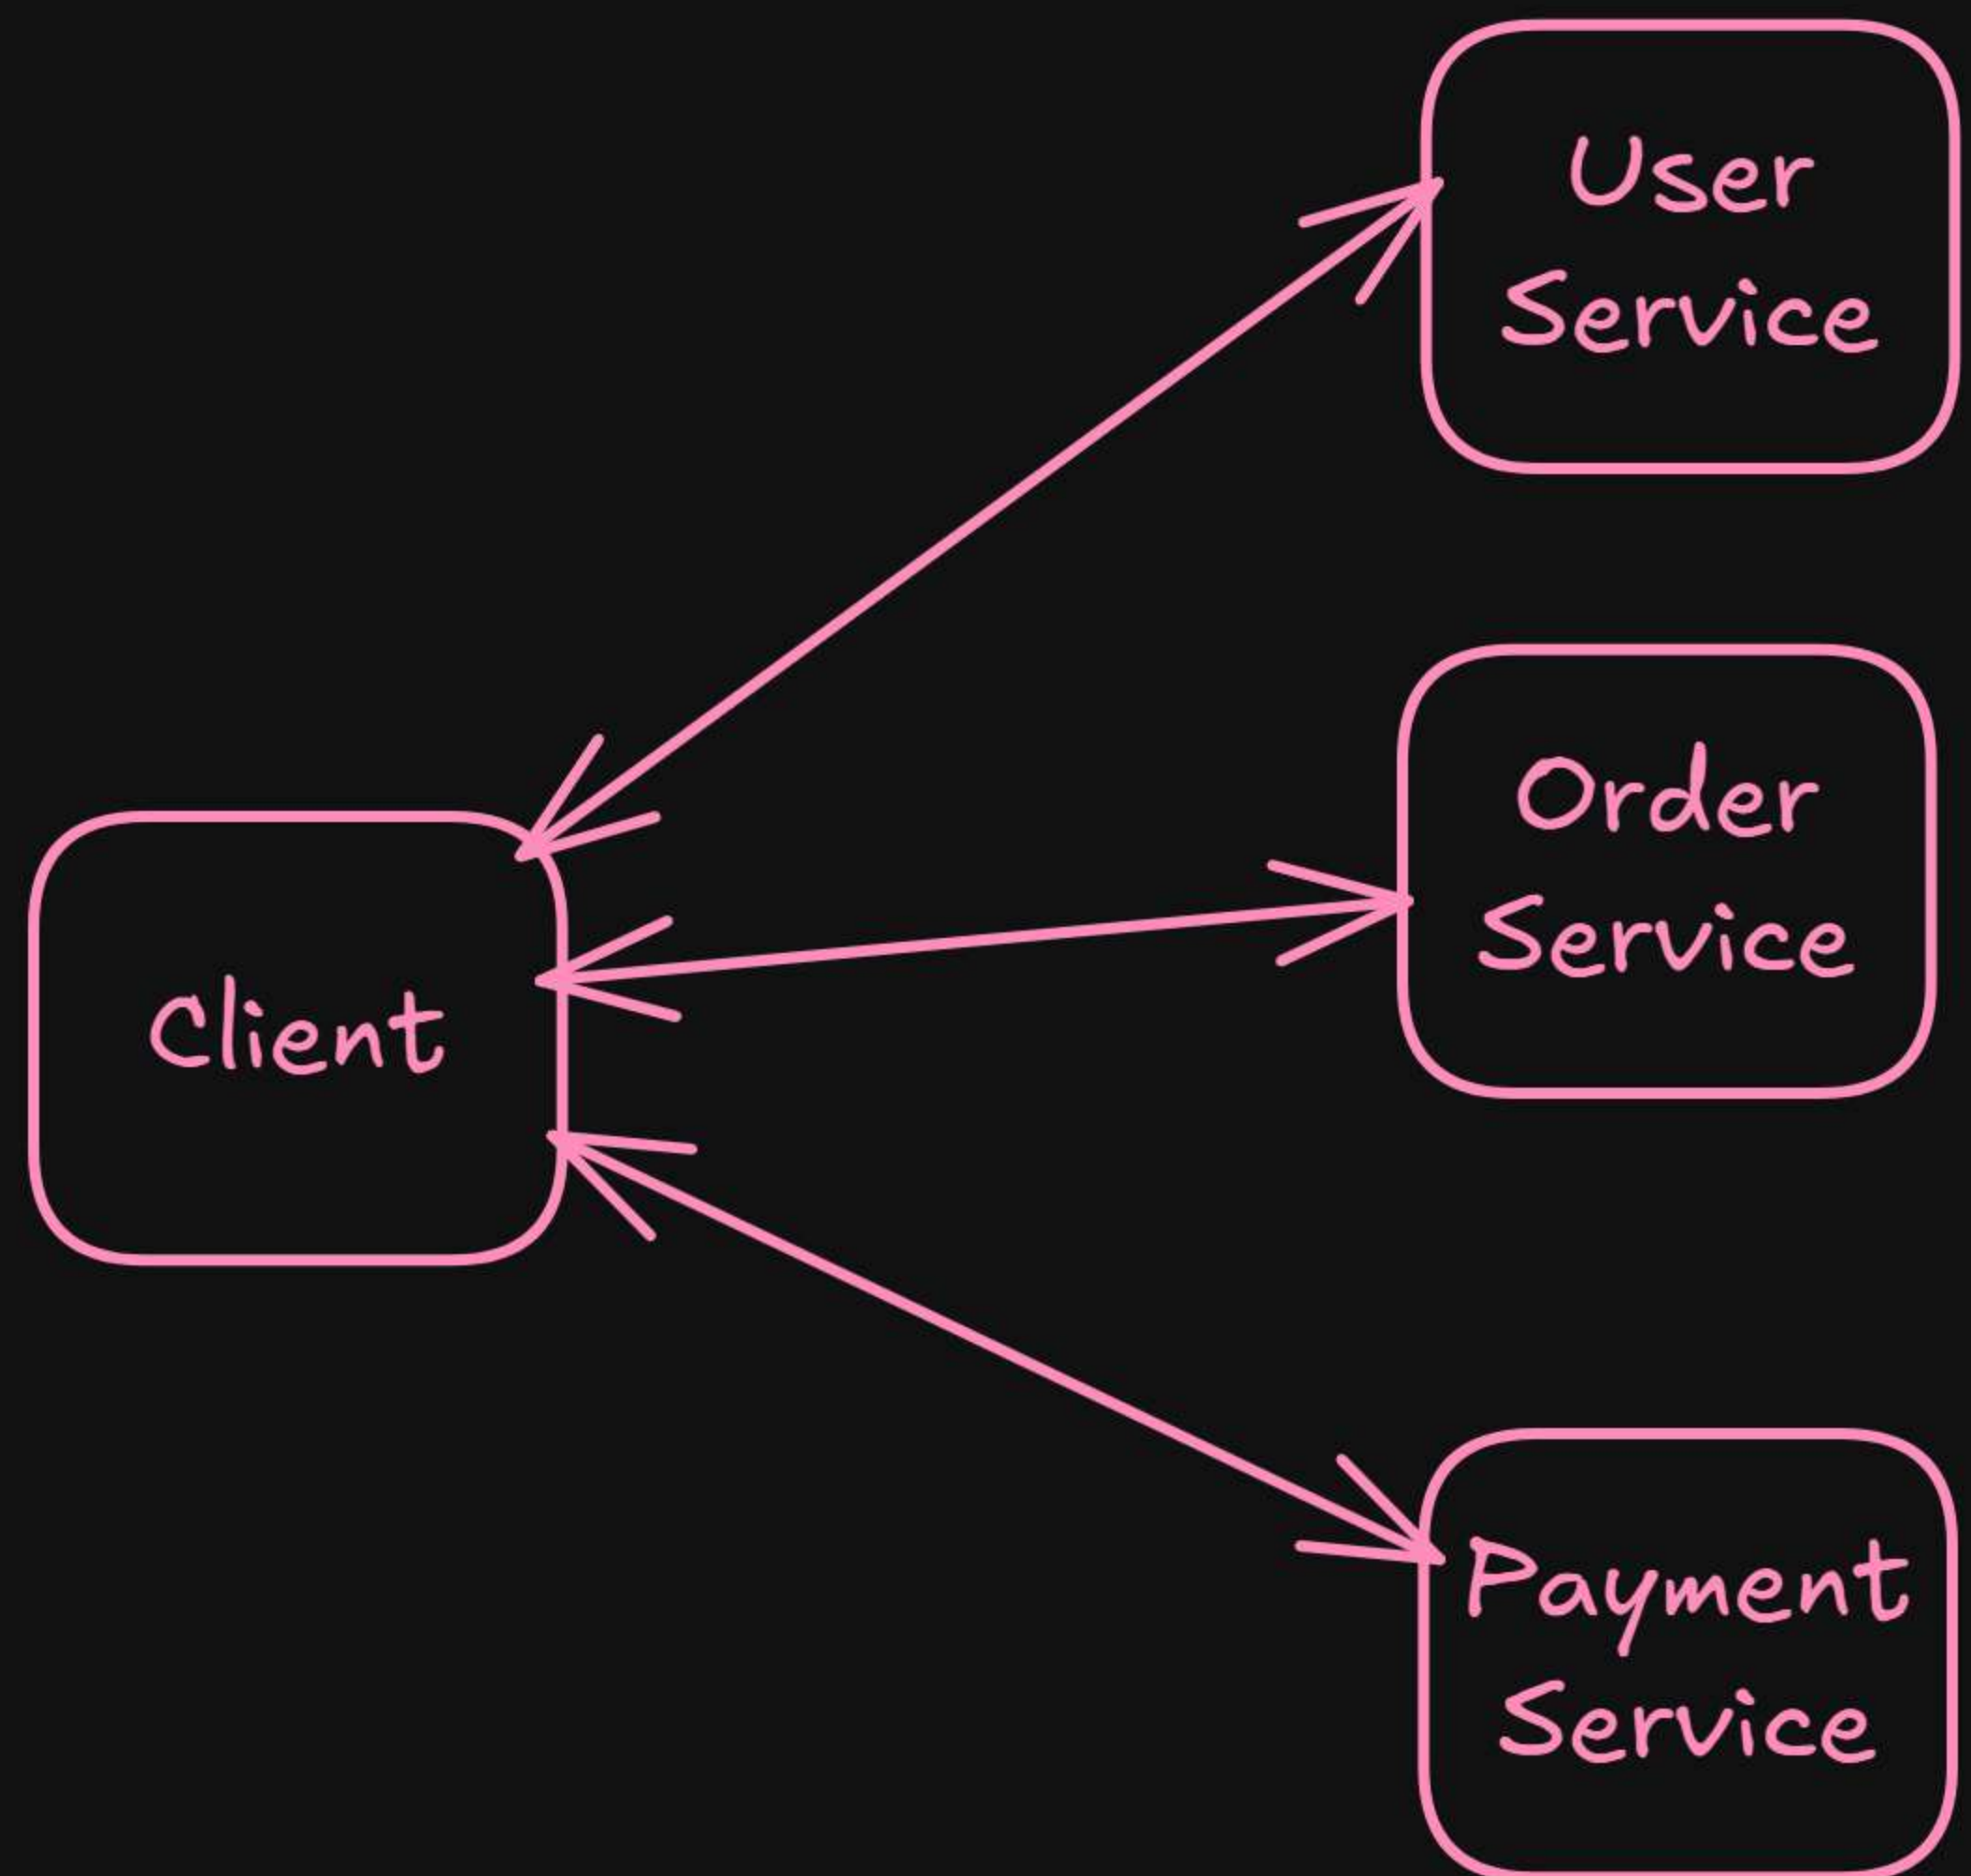 User
Service
Order
Service
Client
Payment
Service